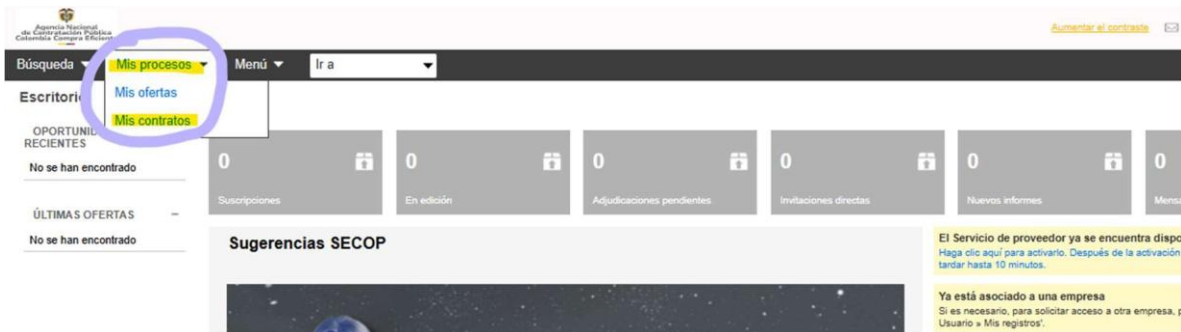 Agencia Nacional
de Contratación Pública
Colombia Compra Eficiente
Aumentar el contraste
Búsqueda Mis procesos Menú Ir a
Escritorio
Mis ofertas
Mis contratos
RECIENTES
No se han encontrado
0 0 0 0 0 0
Suscripciones En edición Adjudicaciones pendientes Invitaciones directas Nuevos informes
ÚLTIMAS OFERTAS –
No se han encontrado
Sugerencias SECOP
El Servicio de proveedor ya se encuentra dispo
Haga clic aquí para activarlo. Después de la activación
tardar hasta 10 minutos.
Ya está asociado a una empresa
Si es necesario, para solicitar acceso a otra empresa, p
Usuario » Mis registros'.